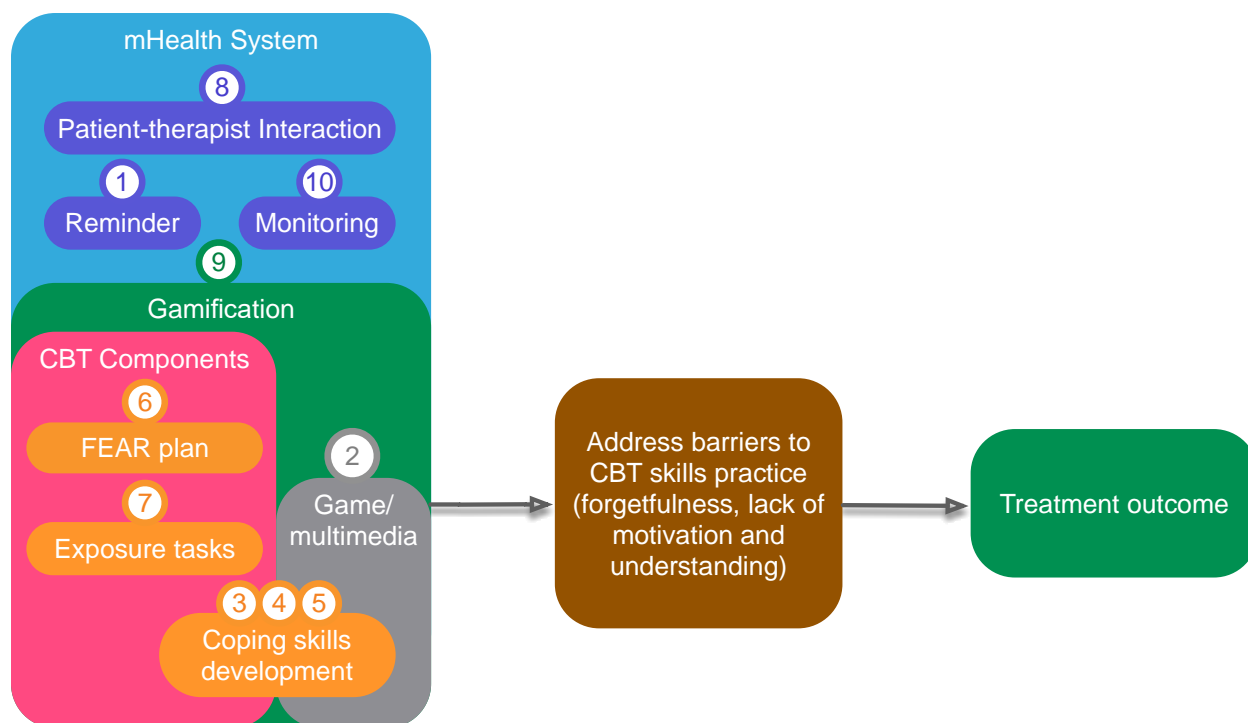 mHealth System
8
Patient-therapist Interaction
1
10
Reminder
Monitoring
9
Gamification
CBT Components
6
FEAR plan
7
Exposure tasks
2
Game/
multimedia
3 4 5
Coping skills
development
Address barriers to
CBT skills practice
(forgetfulness, lack of
motivation and
understanding)
Treatment outcome